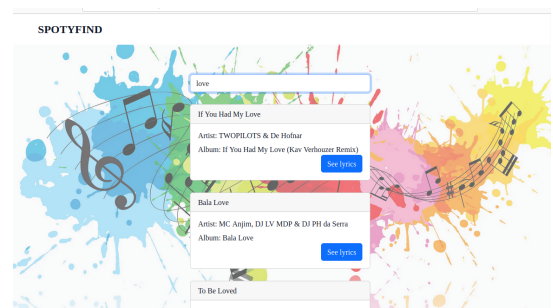 SPOTYFIND
love
If You Had My Love
Artist: TWOPILOTS & De Hofnar
Album: If You Had My Love (Kav Verhouzer Remix)
See lyrics
Bala Love
Artist: MC Anjim, DJ LV MDP & DJ PH da Serra
Album: Bala Love
See lyrics
To Be Loved